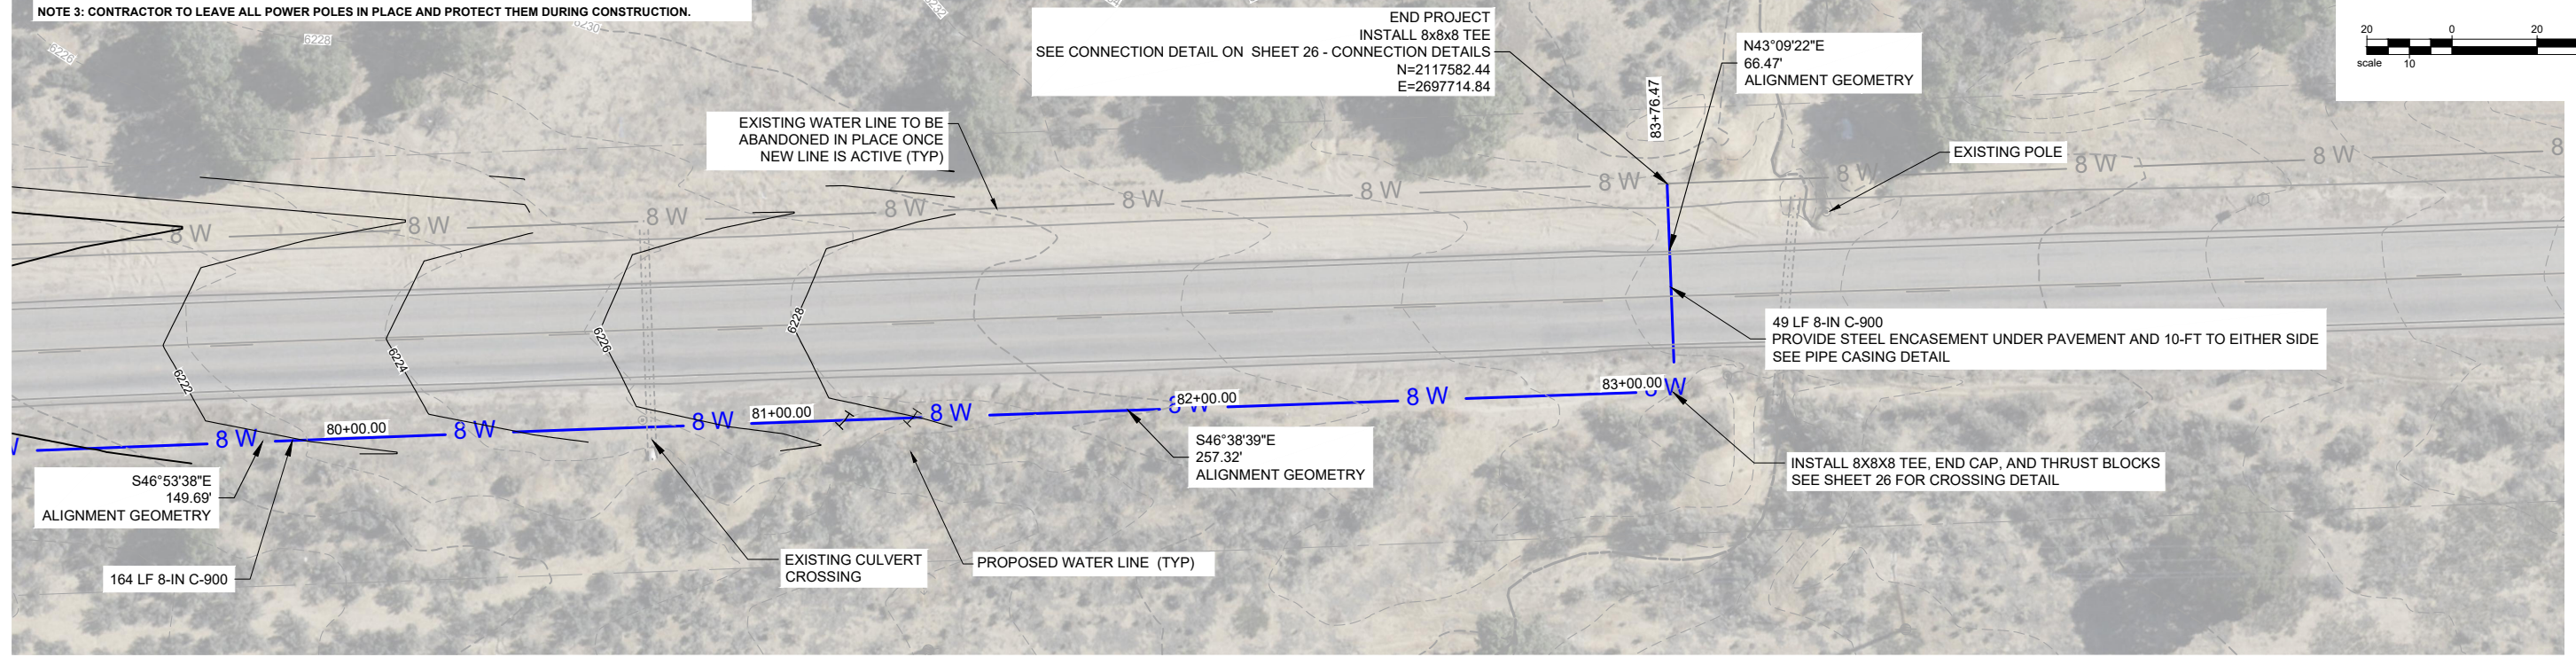 NOTE 3: CONTRACTOR TO LEAVE ALL POWER POLES IN PLACE AND PROTECT THEM DURING CONSTRUCTION.
6226
6228
6230
6232
END PROJECT
INSTALL 8x8x8 TEE
SEE CONNECTION DETAIL ON SHEET 26 - CONNECTION DETAILS
N=2117582.44
E=2697714.84
83+76.47
N43°09'22"E
66.47'
ALIGNMENT GEOMETRY
20 0 20
scale 10
EXISTING WATER LINE TO BE
ABANDONED IN PLACE ONCE
NEW LINE IS ACTIVE (TYP)
EXISTING POLE
8 W
8 W
8 W
8 W
8 W
8 W
8 W
8 W
8 W
8 W
8
6222
6224
6226
6228
49 LF 8-IN C-900
PROVIDE STEEL ENCASEMENT UNDER PAVEMENT AND 10-FT TO EITHER SIDE
SEE PIPE CASING DETAIL
W
8 W
80+00.00
8 W
8 W
81+00.00
8 W
8 W
82+00.00
8 W
83+00.00
8 W
S46°53'38"E
149.69'
ALIGNMENT GEOMETRY
S46°38'39"E
257.32'
ALIGNMENT GEOMETRY
INSTALL 8X8X8 TEE, END CAP, AND THRUST BLOCKS
SEE SHEET 26 FOR CROSSING DETAIL
164 LF 8-IN C-900
EXISTING CULVERT
CROSSING
PROPOSED WATER LINE (TYP)